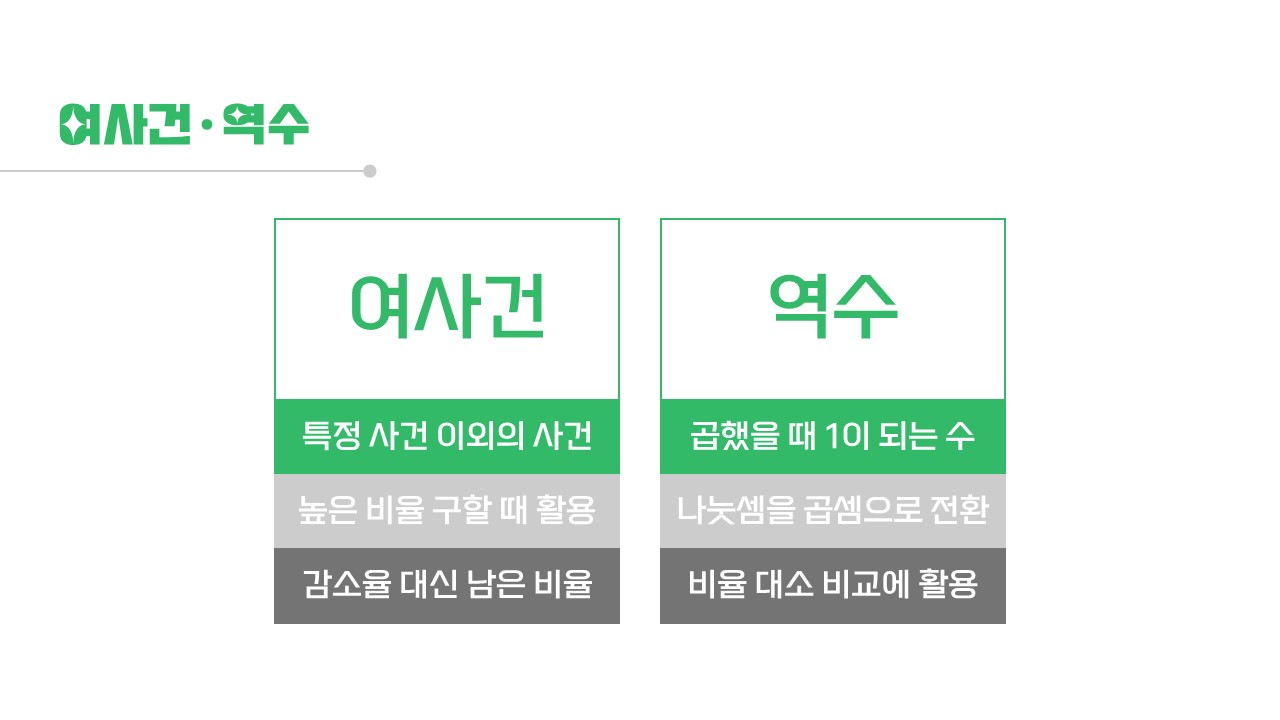 여사건·역수
여사건
특정 사건 이외의 사건
높은 비율 구할 때 활용
감소율 대신 남은 비율
역수
곱했을 때 1이 되는 수
나눗셈을 곱셈으로 전환
비율 대소 비교에 활용